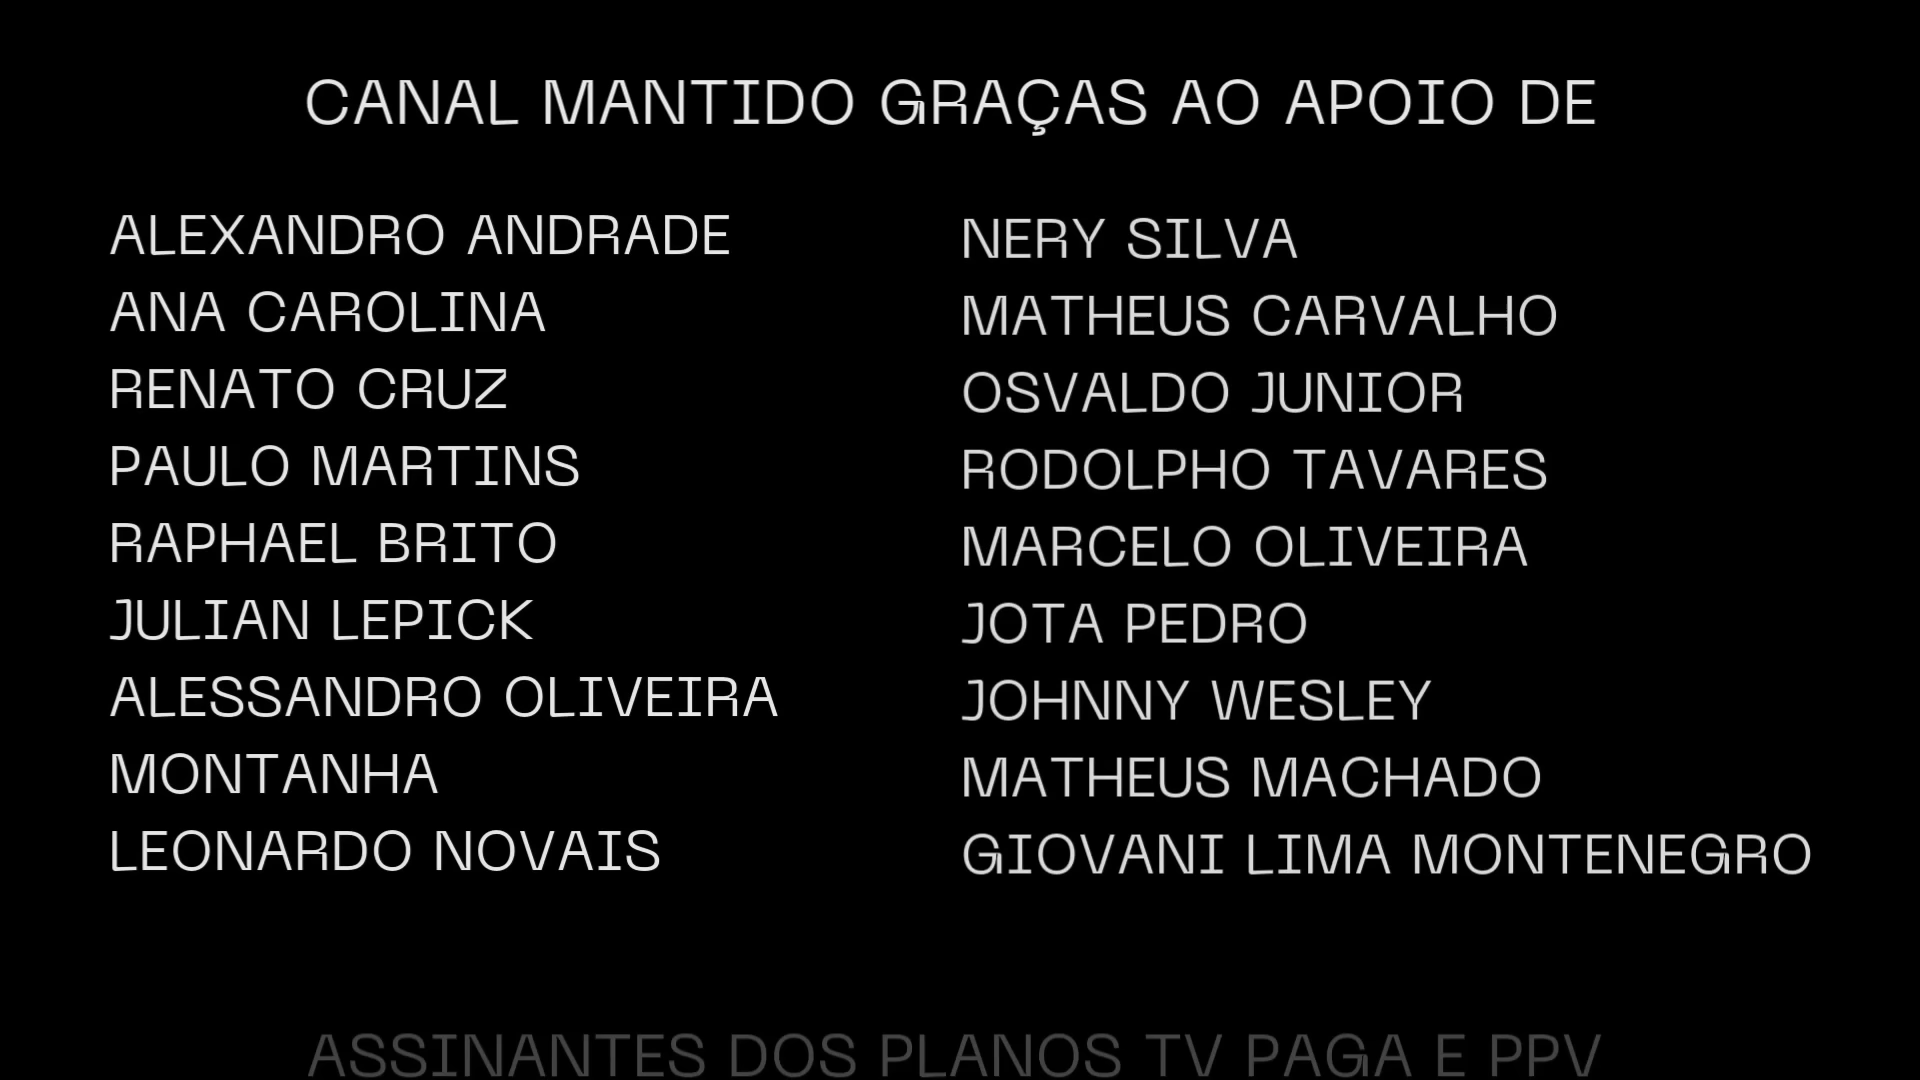 CANAL MANTIDO GRAÇAS AO APOIO DE
ALEXANDRO ANDRADE
ANA CAROLINA
RENATO CRUZ
PAULO MARTINS
RAPHAEL BRITO
JULIAN LEPICK
ALESSANDRO OLIVEIRA
MONTANHA
LEONARDO NOVAIS
NERY SILVA
MATHEUS CARVALHO
OSVALDO JUNIOR
RODOLPHO TAVARES
MARCELO OLIVEIRA
JOTA PEDRO
JOHNNY WESLEY
MATHEUS MACHADO
GIOVANI LIMA MONTENEGRO
ASSINANTES DOS PLANOS TV PAGA E PPV